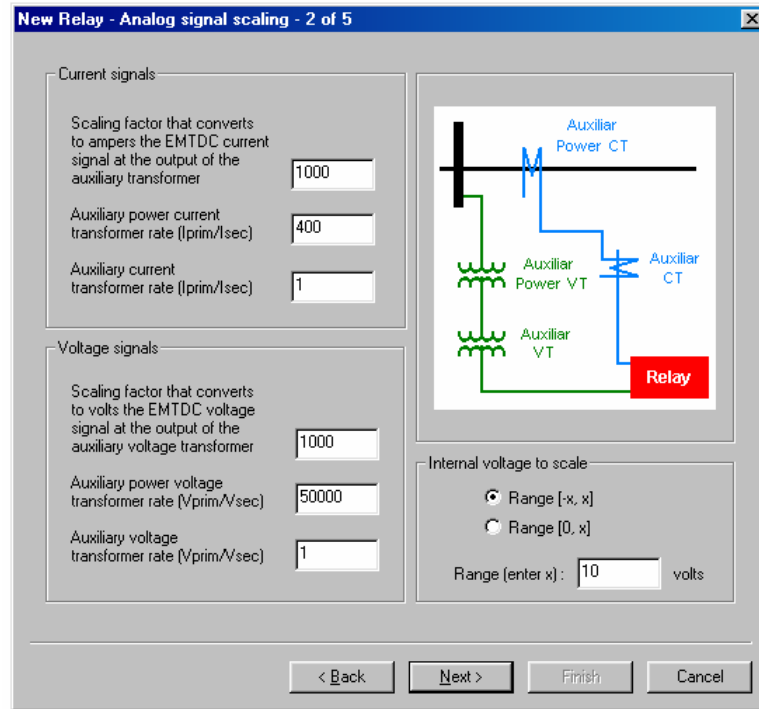 New Relay - Analog signal scaling - 2 of 5
Current signals
Scaling factor that converts
to ampers the EMTDC current
signal at the output of the
auxiliary transformer
1000
Auxiliary power current
transformer rate (Iprim/Isec)
400
Auxiliary current
transformer rate (Iprim/Isec)
1
Voltage signals
Scaling factor that converts
to volts the EMTDC voltage
signal at the output of the
auxiliary voltage transformer
1000
Auxiliary power voltage
transformer rate (Vprim/Vsec)
50000
Auxiliary voltage
transformer rate (Vprim/Vsec)
1
Auxiliar
Power CT
Auxiliar
Power VT
Auxiliar
CT
Auxiliar
VT
Relay
Internal voltage to scale
Range [-x, x]
Range [0, x]
Range (enter x) : 10 volts
< Back
Next >
Finish
Cancel